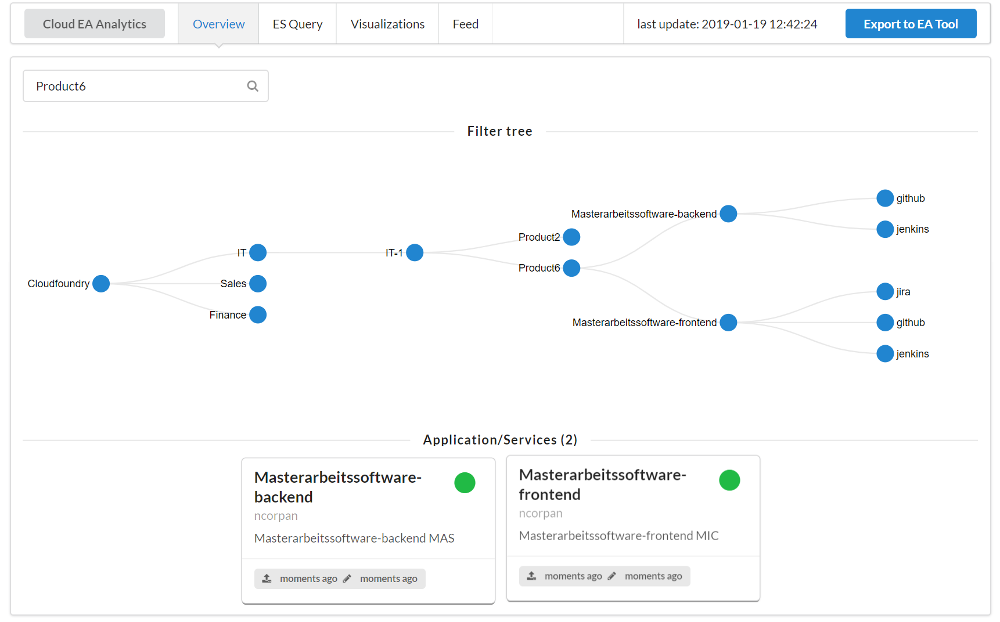 Cloud EA Analytics
Overview
ES Query
Visualizations
Feed
last update: 2019-01-19 12:42:24
Export to EA Tool
Product6
Filter tree
Cloudfoundry
IT
Sales
Finance
IT-1
Product2
Product6
Masterarbeitssoftware-backend
Masterarbeitssoftware-frontend
github
jenkins
jira
github
jenkins
Application/Services (2)
Masterarbeitssoftware-
backend
ncorpan
Masterarbeitssoftware-backend MAS
moments ago
moments ago
Masterarbeitssoftware-
frontend
ncorpan
Masterarbeitssoftware-frontend MIC
moments ago
moments ago